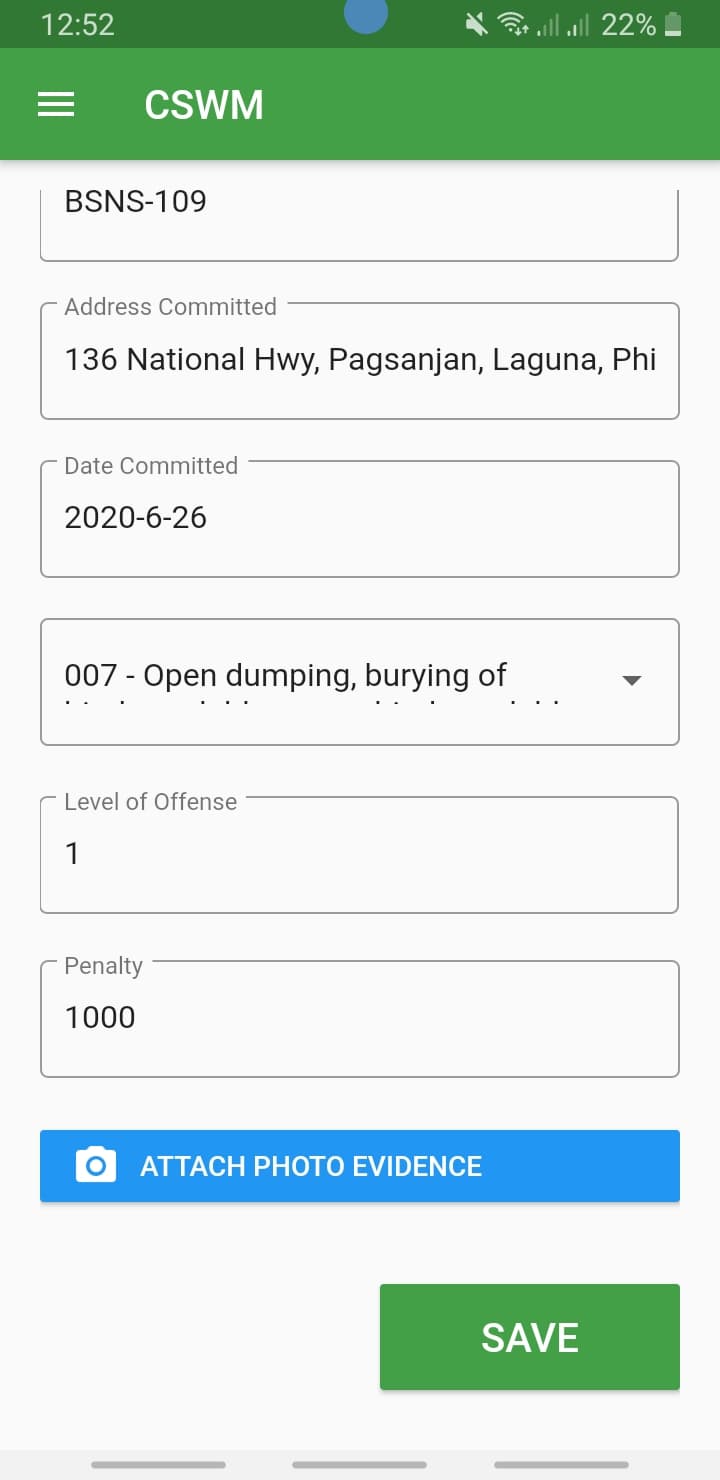 12:52
22%
CSWM
BSNS-109
Address Committed
136 National Hwy, Pagsanjan, Laguna, Phi
Date Committed
2020-6-26
007 - Open dumping, burying of
Level of Offense
1
Penalty
1000
ATTACH PHOTO EVIDENCE
SAVE